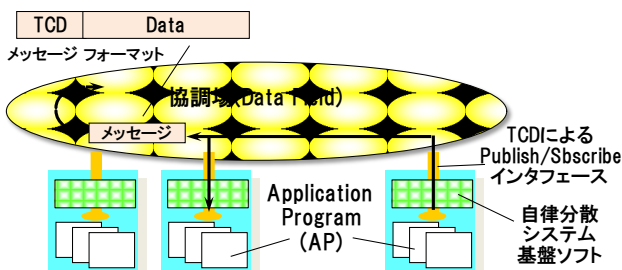 TCD Data
メッセージ フォーマット
協調場(Data Field)
メッセージ
TCDによる
Publish/Sbscribe
インタフェース
Application
Program
(AP)
自律分散
システム
基盤ソフト